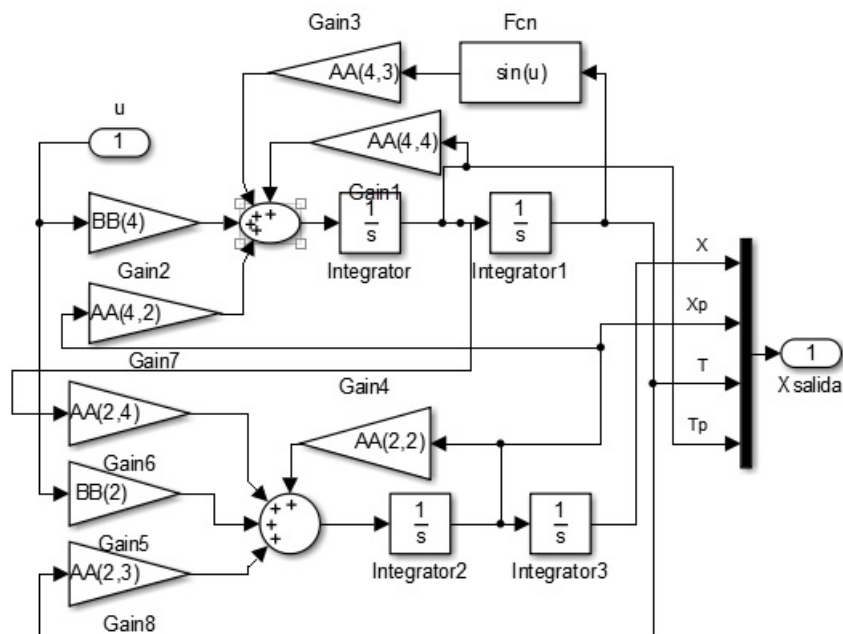 Gain3
Fcn
AA(4,3)
sin(u)
u
1
AA(4,4)
Gain1
BB(4)
+
+
+
+
1
s
1
s
Integrator
Integrator1
X
Gain2
AA(4,2)
Xp
1
Gain7
T
X salida
Gain4
AA(2,4)
AA(2,2)
Tp
Gain6
BB(2)
+
+
+
+
1
s
1
s
Gain5
AA(2,3)
Integrator2
Integrator3
Gain8